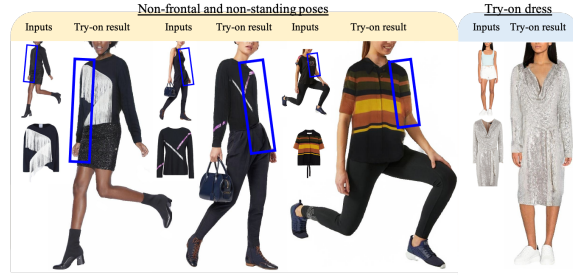 Non-frontal and non-standing poses
Try-on dress
Inputs
Try-on result
Inputs
Try-on result
Inputs
Try-on result
Inputs
Try-on result